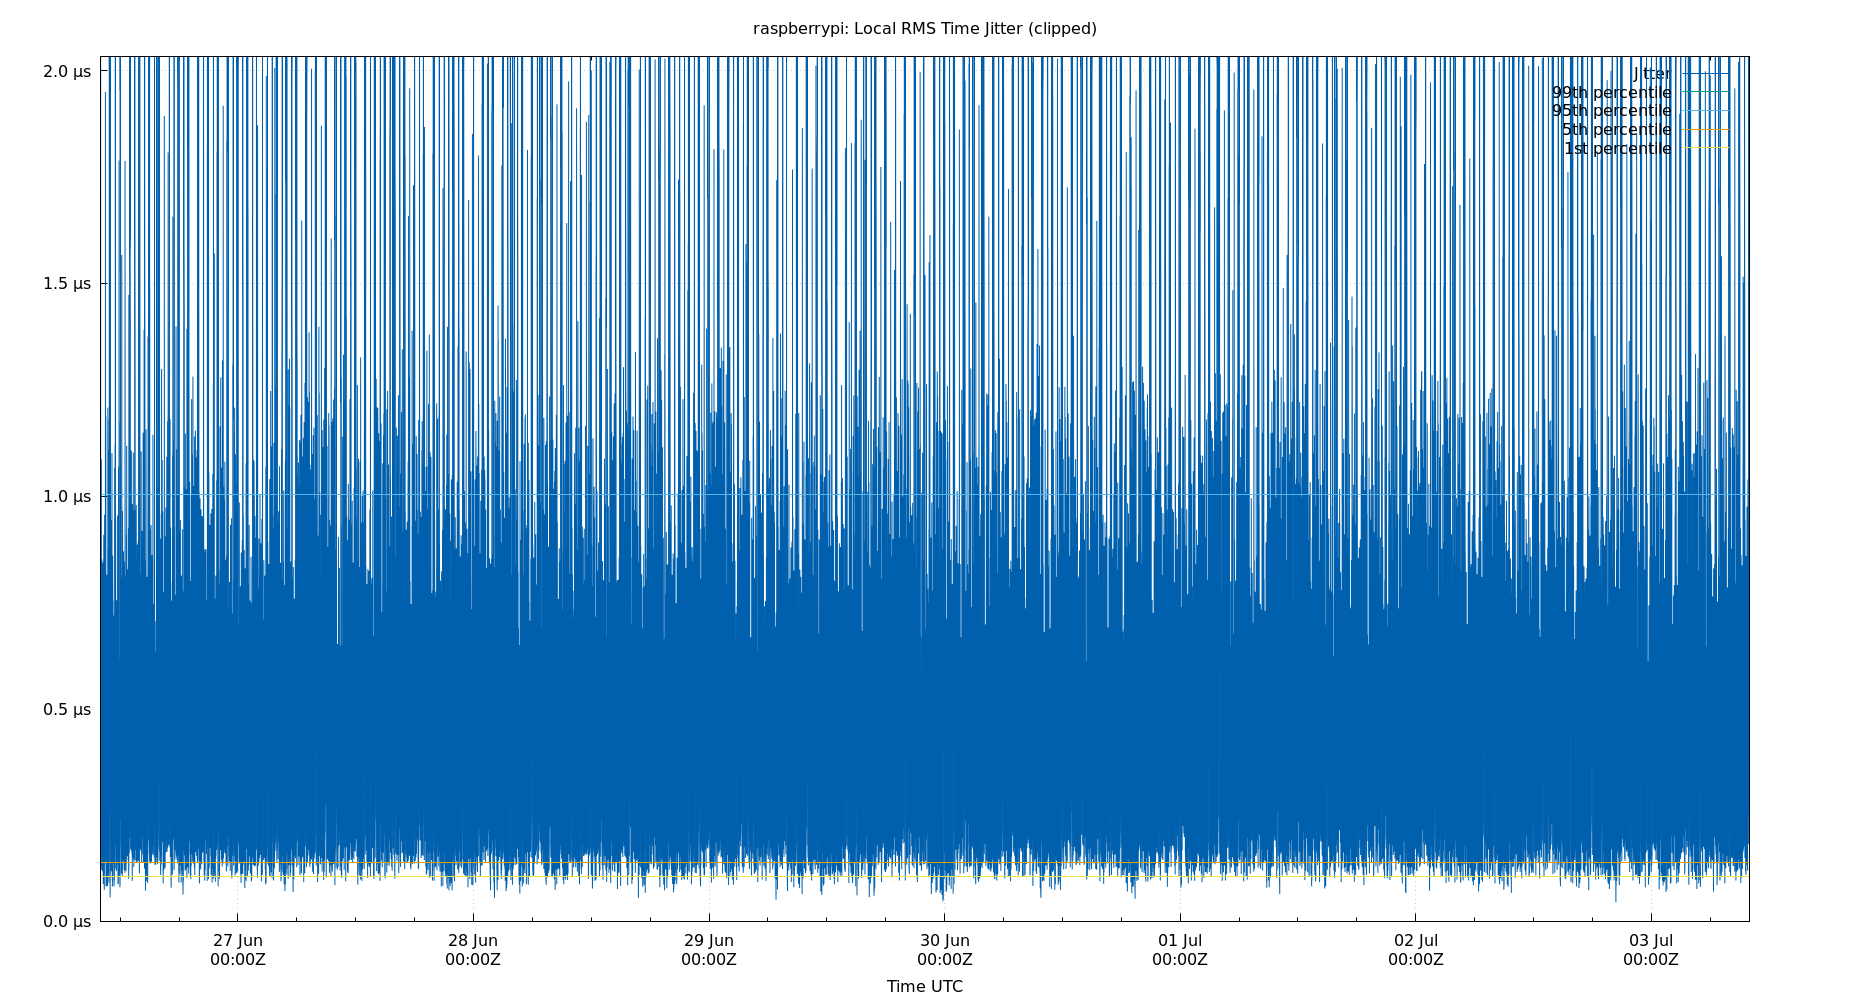 raspberrypi: Local RMS Time Jitter (clipped)
2.0 µs
1.5 µs
1.0 µs
0.5 µs
0.0 µs
Jitter
99th percentile
95th percentile
5th percentile
1st percentile
27 Jun
00:00Z
28 Jun
00:00Z
29 Jun
00:00Z
30 Jun
00:00Z
01 Jul
00:00Z
02 Jul
00:00Z
03 Jul
00:00Z
Time UTC